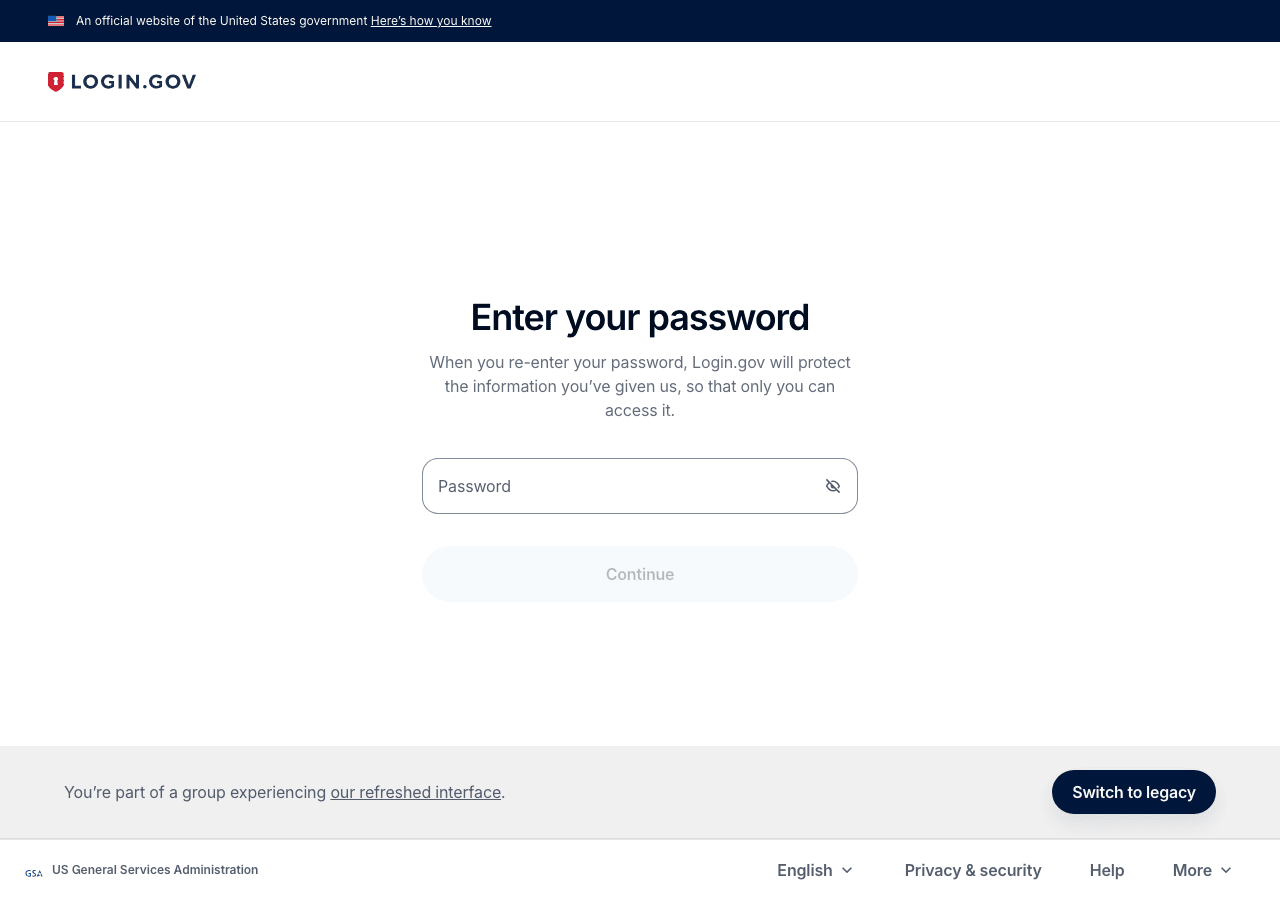 An official website of the United States government Here’s how you know
LOGIN.GOV
Enter your password
When you re-enter your password, Login.gov will protect
the information you’ve given us, so that only you can
access it.
Password
Continue
You’re part of a group experiencing our refreshed interface.
Switch to legacy
GSA US General Services Administration
English
Privacy & security
Help
More